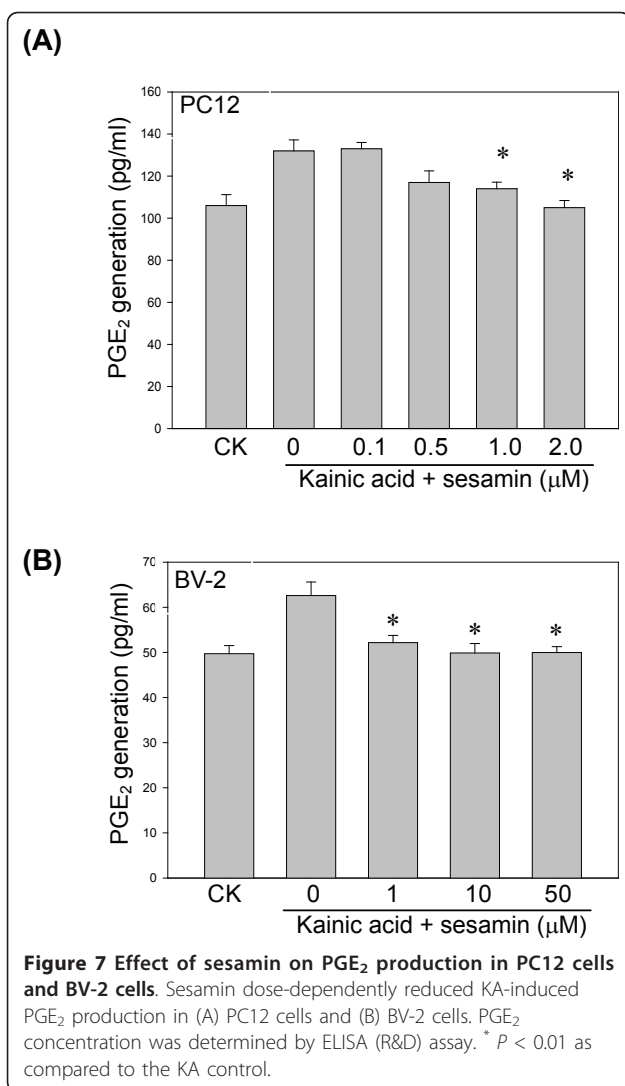 (A)
160
PC12
140
120
100
80
60
40
20
0
PGE₂ generation (pg/ml)
*
*
CK 0 0.1 0.5 1.0 2.0
Kainic acid + sesamin (μM)
(B)
70
BV-2
60
50
40
30
20
10
0
PGE₂ generation (pg/ml)
* * *
CK 0 1 10 50
Kainic acid + sesamin (μM)
Figure 7 Effect of sesamin on PGE₂ production in PC12 cells
and BV-2 cells. Sesamin dose-dependently reduced KA-induced
PGE₂ production in (A) PC12 cells and (B) BV-2 cells. PGE₂
concentration was determined by ELISA (R&D) assay. * P < 0.01 as
compared to the KA control.